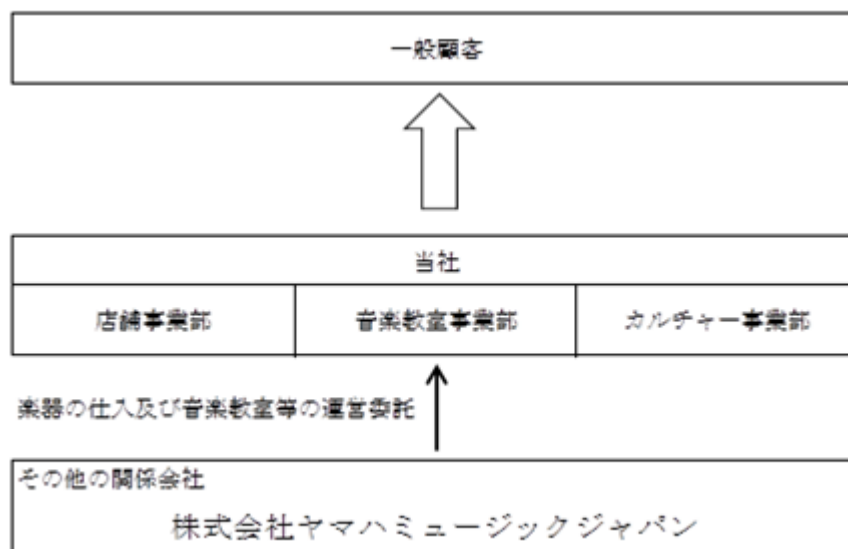 一般顧客
当社
店舗事業部
音楽教室事業部
カルチャー事業部
楽器の仕入及び音楽教室等の運営委託
その他の関係会社
株式会社ヤマハミュージックジャパン